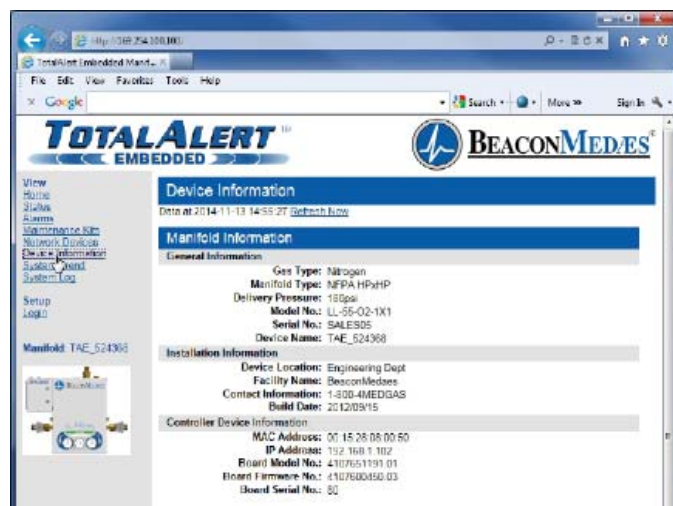 TotalAlert Embedded Manif...
File Edit View Favorites Tools Help
Google
Search
More »
Sign In
TOTALALERT™
EMBEDDED
BEACONMEDÆS®
View
Home
Status
Alarms
Maintenance Kits
Network Devices
Device Information
System Trend
System Log
Setup
Login
Manifold: TAE_524368
Device Information
Data at 2014-11-13 14:55:27 Refresh Now
Manifold Information
General Information
Gas Type: Nitrogen
Manifold Type: NFPA HPxHP
Delivery Pressure: 180psi
Model No.: LL-55-O2-1X1
Serial No.: SALES05
Device Name: TAE_524368
Installation Information
Device Location: Engineering Dept
Facility Name: BeaconMedaes
Contact Information: 1-800-4MEDGAS
Build Date: 2012/09/15
Controller Device Information
MAC Address: 00:15:28:08:00:50
IP Address: 192.168.1.102
Board Model No.: 4107651191.01
Board Firmware No.: 4107600450.03
Board Serial No.: 80